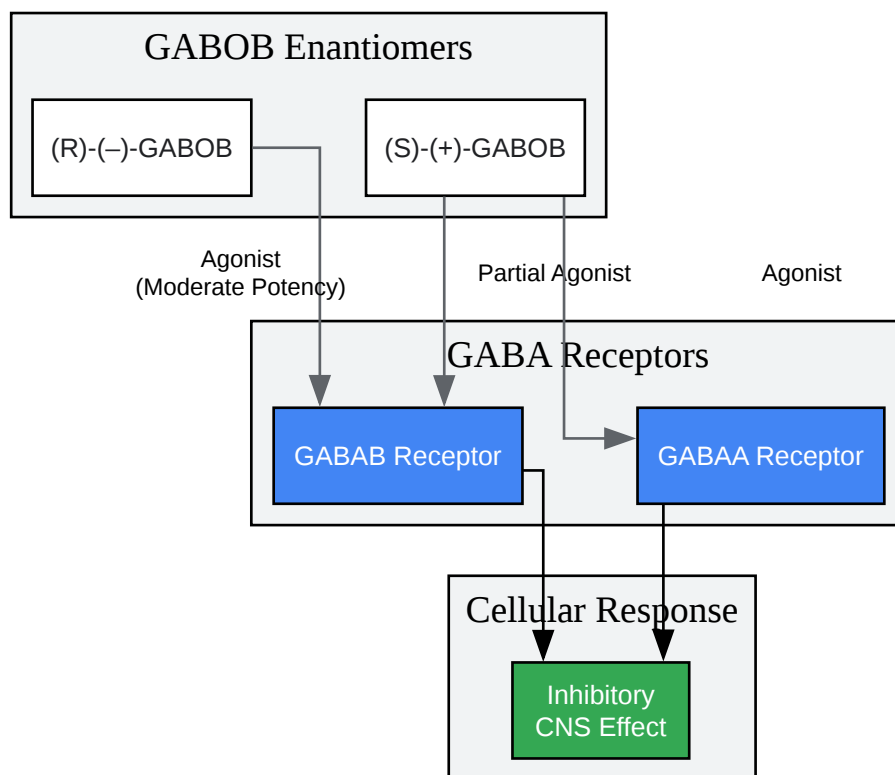 GABOB Enantiomers
(R)-(–)-GABOB
(S)-(+)-GABOB
Agonist
(Moderate Potency)
Partial Agonist
Agonist
GABA Receptors
GABAB Receptor
GABAA Receptor
Cellular Response
Inhibitory
CNS Effect